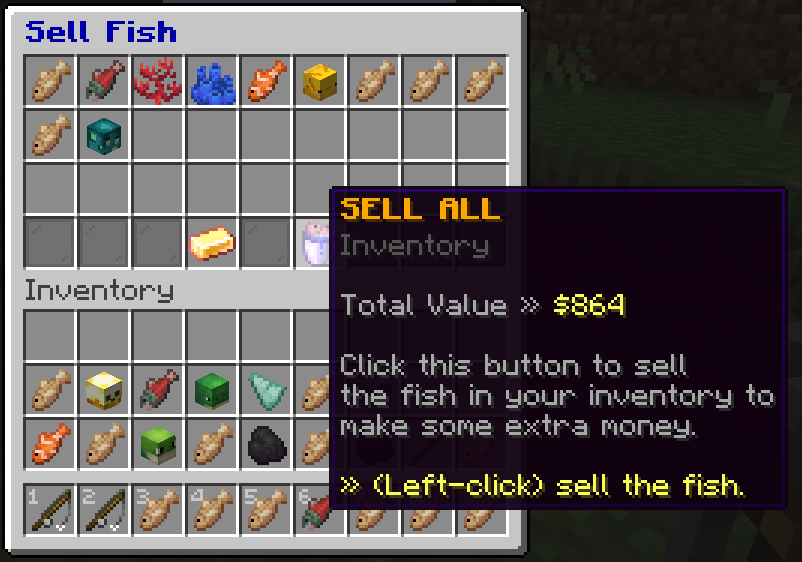 Sell Fish
SELL ALL
Inventory
Total Value » $864
Click this button to sell
the fish in your inventory to
make some extra money.
» (Left-click) sell the fish.
Inventory
1 2 3 4 5 6